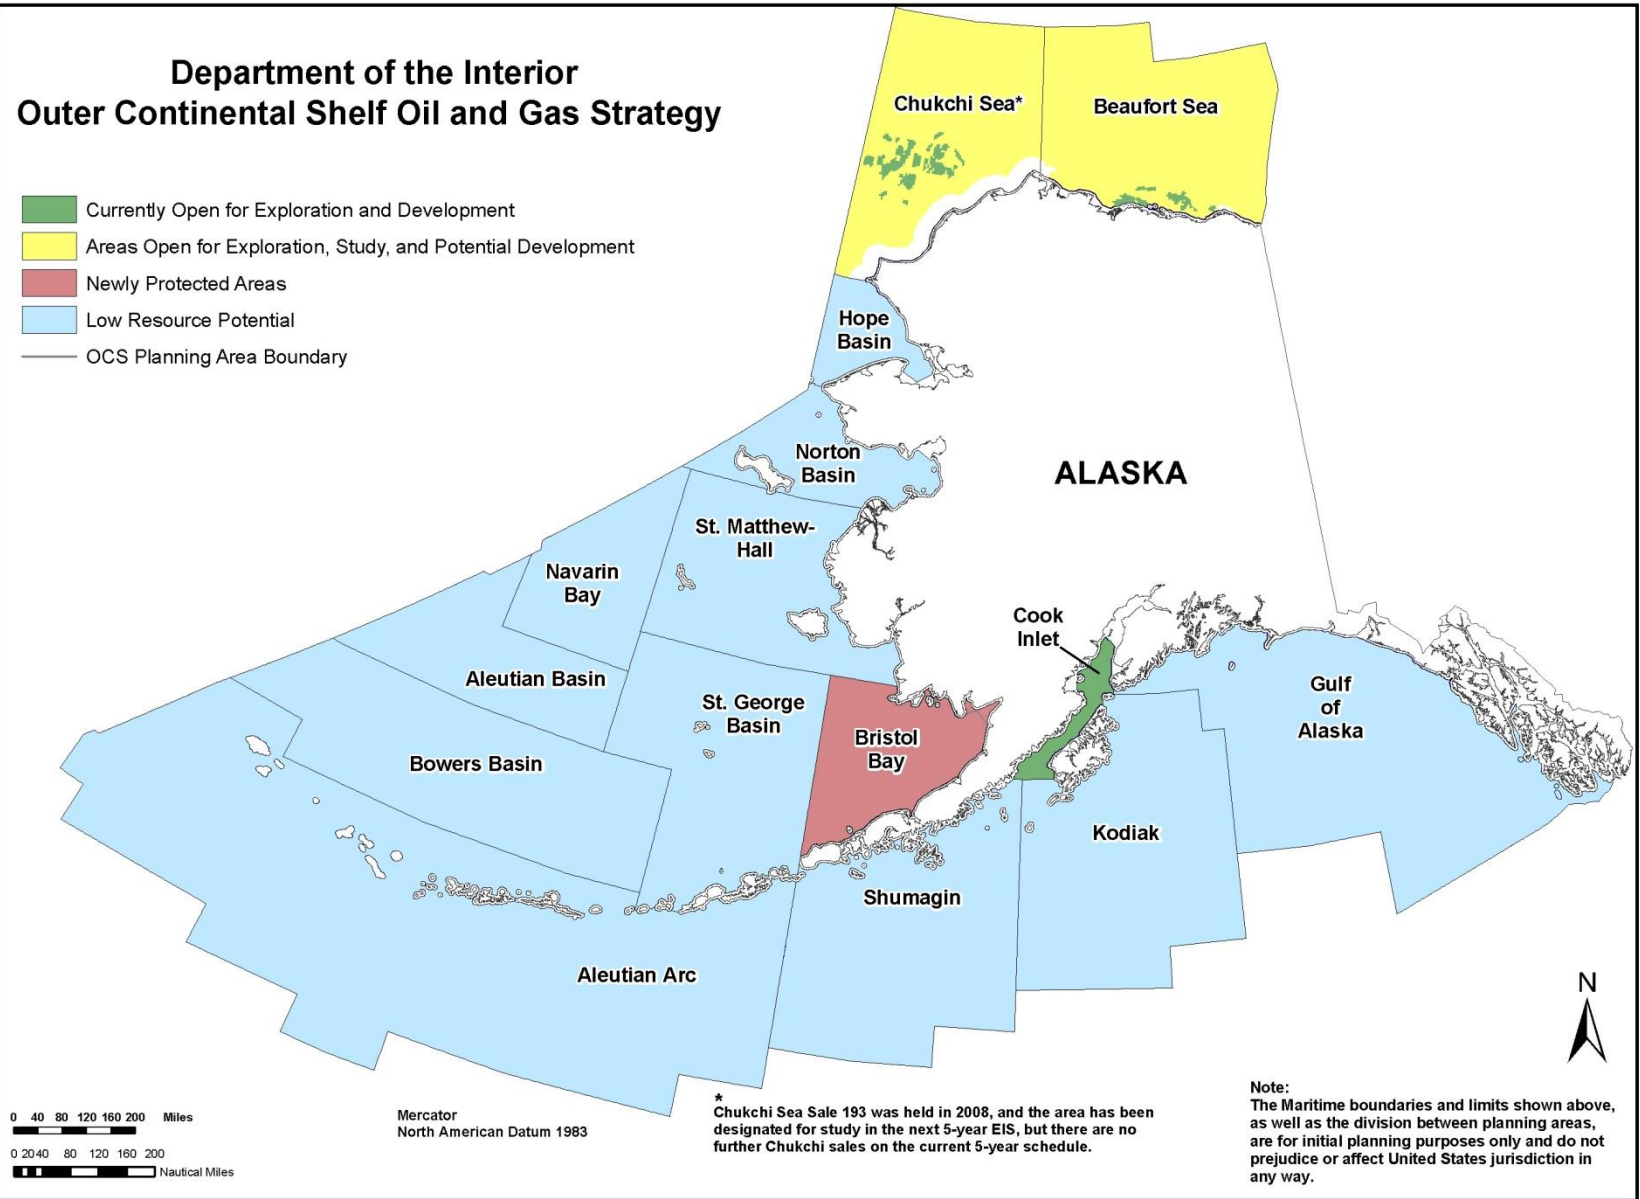 Department of the Interior
Outer Continental Shelf Oil and Gas Strategy
Currently Open for Exploration and Development
Areas Open for Exploration, Study, and Potential Development
Newly Protected Areas
Low Resource Potential
OCS Planning Area Boundary
Chukchi Sea*
Beaufort Sea
Hope
Basin
Norton
Basin
ALASKA
St. Matthew-
Hall
Navarin
Bay
Cook
Inlet
Aleutian Basin
St. George
Basin
Bristol
Bay
Gulf
of
Alaska
Bowers Basin
Kodiak
Shumagin
Aleutian Arc
N
0 40 80 120 160 200 Miles
0 20 40 80 120 160 200
Nautical Miles
Mercator
North American Datum 1983
*
Chukchi Sea Sale 193 was held in 2008, and the area has been
designated for study in the next 5-year EIS, but there are no
further Chukchi sales on the current 5-year schedule.
Note:
The Maritime boundaries and limits shown above,
as well as the division between planning areas,
are for initial planning purposes only and do not
prejudice or affect United States jurisdiction in
any way.